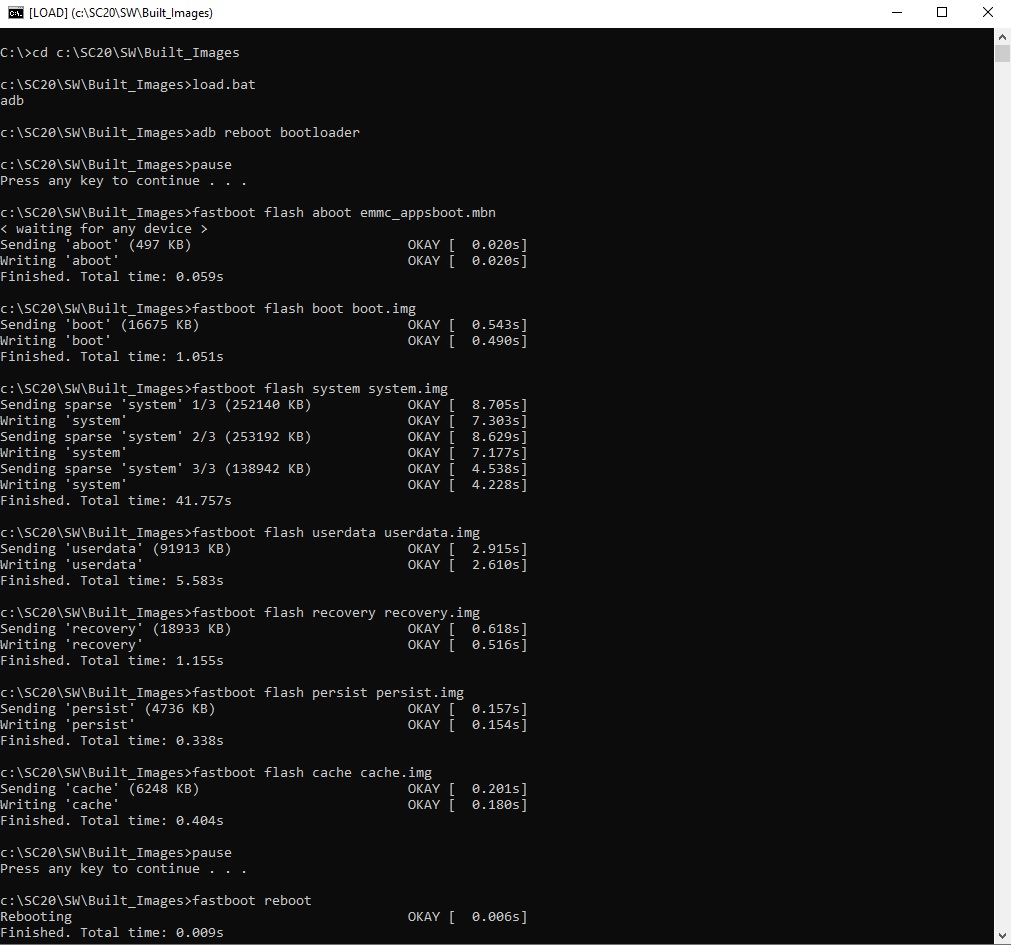 [LOAD] (c:\SC20\SW\Built_Images)
C:\>cd c:\SC20\SW\Built_Images
c:\SC20\SW\Built_Images>load.bat
adb
c:\SC20\SW\Built_Images>adb reboot bootloader
c:\SC20\SW\Built_Images>pause
Press any key to continue . . .
c:\SC20\SW\Built_Images>fastboot flash aboot emmc_appsboot.mbn
< waiting for any device >
Sending 'aboot' (497 KB) OKAY [ 0.020s]
Writing 'aboot' OKAY [ 0.020s]
Finished. Total time: 0.059s
c:\SC20\SW\Built_Images>fastboot flash boot boot.img
Sending 'boot' (16675 KB) OKAY [ 0.543s]
Writing 'boot' OKAY [ 0.490s]
Finished. Total time: 1.051s
c:\SC20\SW\Built_Images>fastboot flash system system.img
Sending sparse 'system' 1/3 (252140 KB) OKAY [ 8.705s]
Writing 'system' OKAY [ 7.303s]
Sending sparse 'system' 2/3 (253192 KB) OKAY [ 8.629s]
Writing 'system' OKAY [ 7.177s]
Sending sparse 'system' 3/3 (138942 KB) OKAY [ 4.538s]
Writing 'system' OKAY [ 4.228s]
Finished. Total time: 41.757s
c:\SC20\SW\Built_Images>fastboot flash userdata userdata.img
Sending 'userdata' (91913 KB) OKAY [ 2.915s]
Writing 'userdata' OKAY [ 2.610s]
Finished. Total time: 5.583s
c:\SC20\SW\Built_Images>fastboot flash recovery recovery.img
Sending 'recovery' (18933 KB) OKAY [ 0.618s]
Writing 'recovery' OKAY [ 0.516s]
Finished. Total time: 1.155s
c:\SC20\SW\Built_Images>fastboot flash persist persist.img
Sending 'persist' (4736 KB) OKAY [ 0.157s]
Writing 'persist' OKAY [ 0.154s]
Finished. Total time: 0.338s
c:\SC20\SW\Built_Images>fastboot flash cache cache.img
Sending 'cache' (6248 KB) OKAY [ 0.201s]
Writing 'cache' OKAY [ 0.180s]
Finished. Total time: 0.404s
c:\SC20\SW\Built_Images>pause
Press any key to continue . . .
c:\SC20\SW\Built_Images>fastboot reboot
Rebooting OKAY [ 0.006s]
Finished. Total time: 0.009s